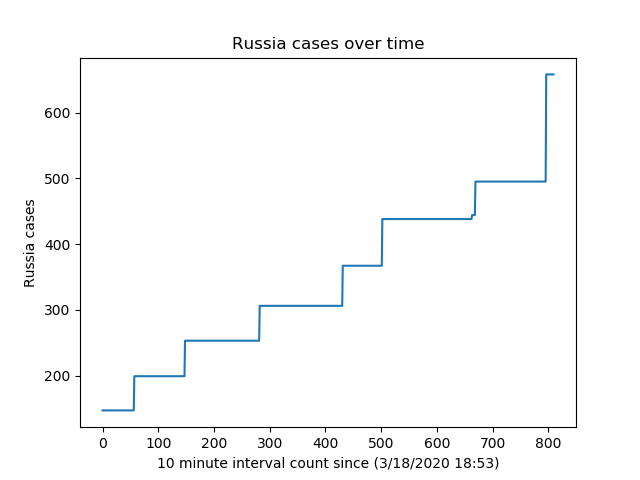 Russia cases over time
Russia cases
600
500
400
300
200
0 100 200 300 400 500 600 700 800
10 minute interval count since (3/18/2020 18:53)